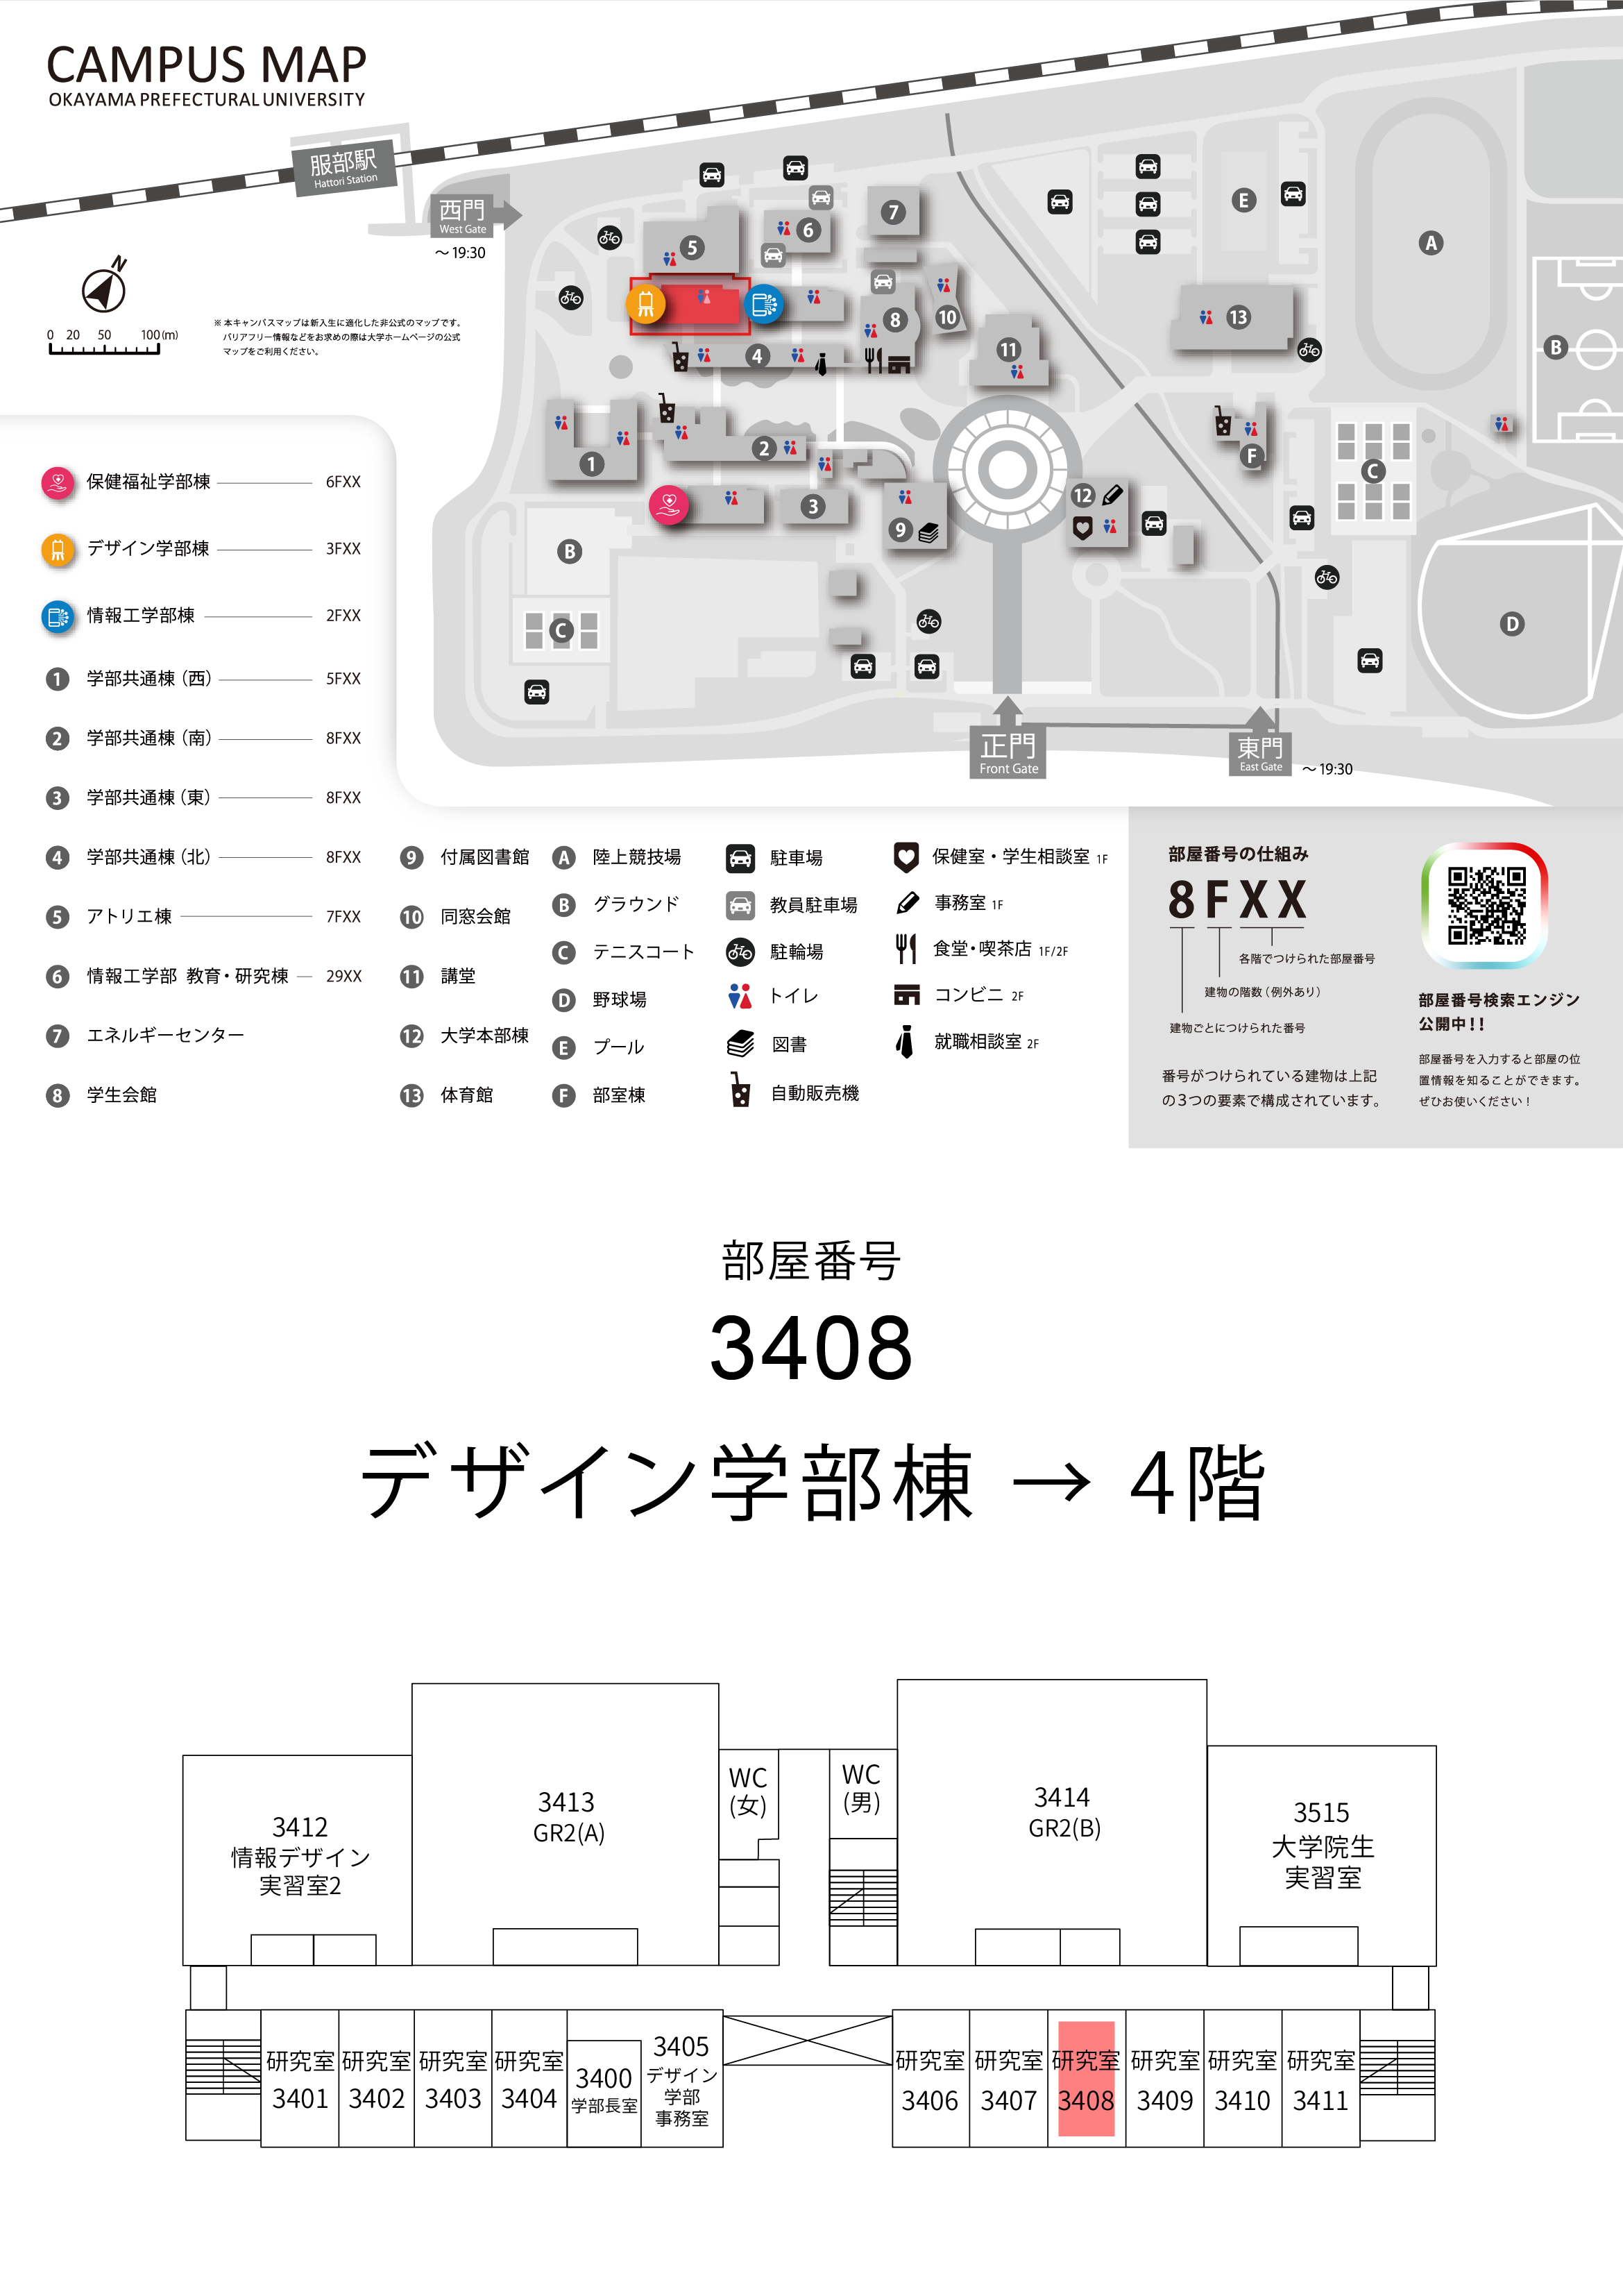 CAMPUS MAP
OKAYAMA PREFECTURAL UNIVERSITY
服部駅
Hattori Station
西門
West Gate
～19:30
N
0 20 50 100(m)
※ 本キャンパスマップは新入生に適化した非公式のマップです。
バリアフリー情報などをお求めの際は大学ホームページの公式
マップをご利用ください。
7
6
5
E
A
8
10
13
11
4
B
1
2
F
C
12
3
9
B
C
D
正門
Front Gate
東門
East Gate
～19:30
保健福祉学部棟 6FXX
デザイン学部棟 3FXX
情報工学部棟 2FXX
1 学部共通棟（西） 5FXX
2 学部共通棟（南） 8FXX
3 学部共通棟（東） 8FXX
4 学部共通棟（北） 8FXX
5 アトリエ棟 7FXX
6 情報工学部 教育・研究棟 29XX
7 エネルギーセンター
8 学生会館
9 付属図書館
10 同窓会館
11 講堂
12 大学本部棟
13 体育館
A 陸上競技場
B グラウンド
C テニスコート
D 野球場
E プール
F 部室棟
駐車場
教員駐車場
駐輪場
トイレ
図書
自動販売機
保健室・学生相談室 1F
事務室 1F
食堂・喫茶店 1F/2F
コンビニ 2F
就職相談室 2F
部屋番号の仕組み
8FXX
各階でつけられた部屋番号
建物の階数（例外あり）
建物ごとにつけられた番号
番号がつけられている建物は上記
の3つの要素で構成されています。
部屋番号検索エンジン
公開中！！
部屋番号を入力すると部屋の位
置情報を知ることができます。
ぜひお使いください！
部屋番号
3408
デザイン学部棟 → 4階
3412
情報デザイン
実習室2
3413
GR2(A)
WC
(女)
WC
(男)
3414
GR2(B)
3515
大学院生
実習室
研究室
3401
研究室
3402
研究室
3403
研究室
3404
3400
学部長室
3405
デザイン
学部
事務室
研究室
3406
研究室
3407
研究室
3408
研究室
3409
研究室
3410
研究室
3411